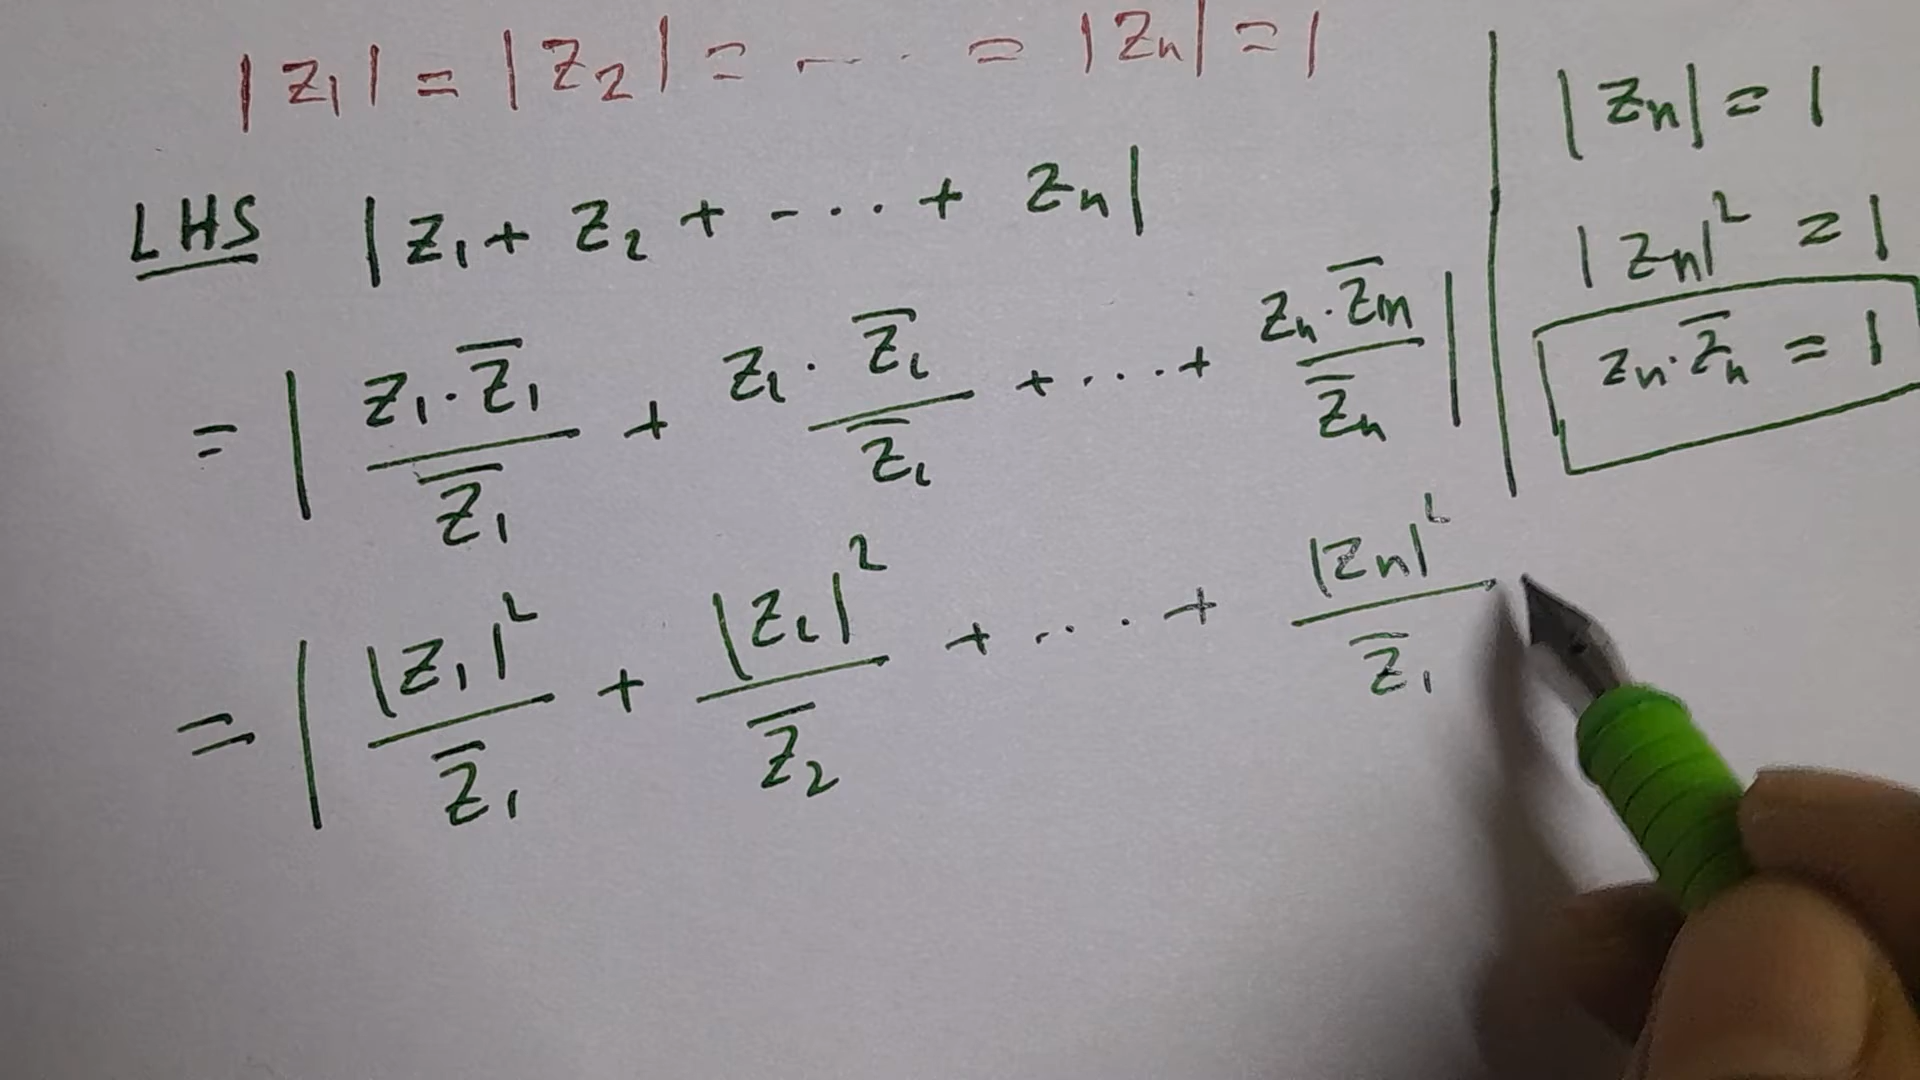 |z₁| = |z₂| = ---- = |zₙ| = 1
LHS |z₁ + z₂ + - ... + zₙ|
= | z₁·z̄₁/z̄₁ + z₂·z̄₂/z̄₂ + ... + zₙ·z̄ₙ/z̄ₙ |
= | |z₁|²/z̄₁ + |z₂|²/z̄₂ + ... + |zₙ|²/z̄₁
|zₙ| = 1
|zₙ|² = 1
zₙ·z̄ₙ = 1